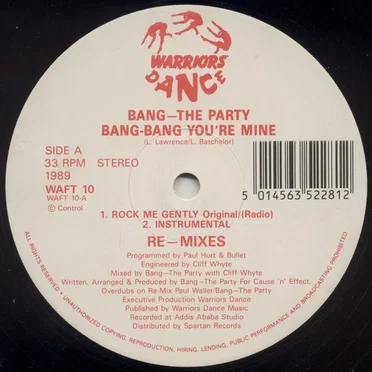 WARRIORS
DANCE
BANG—THE PARTY
BANG-BANG YOU'RE MINE
(L. Lawrence/L. Batchelor)
SIDE A
33 RPM STEREO
1989
WAFT 10
WAFT 10-A
© Control
5 014563 522812
1. ROCK ME GENTLY Original/(Radio)
2. INSTRUMENTAL
RE—MIXES
Programmed by Paul Hurt & Bullet
Engineered by Cliff Whyte
Mixed by Bang—The Party with Cliff Whyte
Written, Arranged & Produced by Bang—The Party For Cause 'n' Effect.
Overdubs on Re-Mix Paul Waller/Bang—The Party
Executive Production Warriors Dance
Published by Warriors Dance Music
Recorded at Addis Ababa Studio
Distributed by Spartan Records
• UNAUTHORIZED COPYING, REPRODUCTION, HIRING, LENDING, PUBLIC PERFORMANCE AND BROADCASTING PROHIBITED